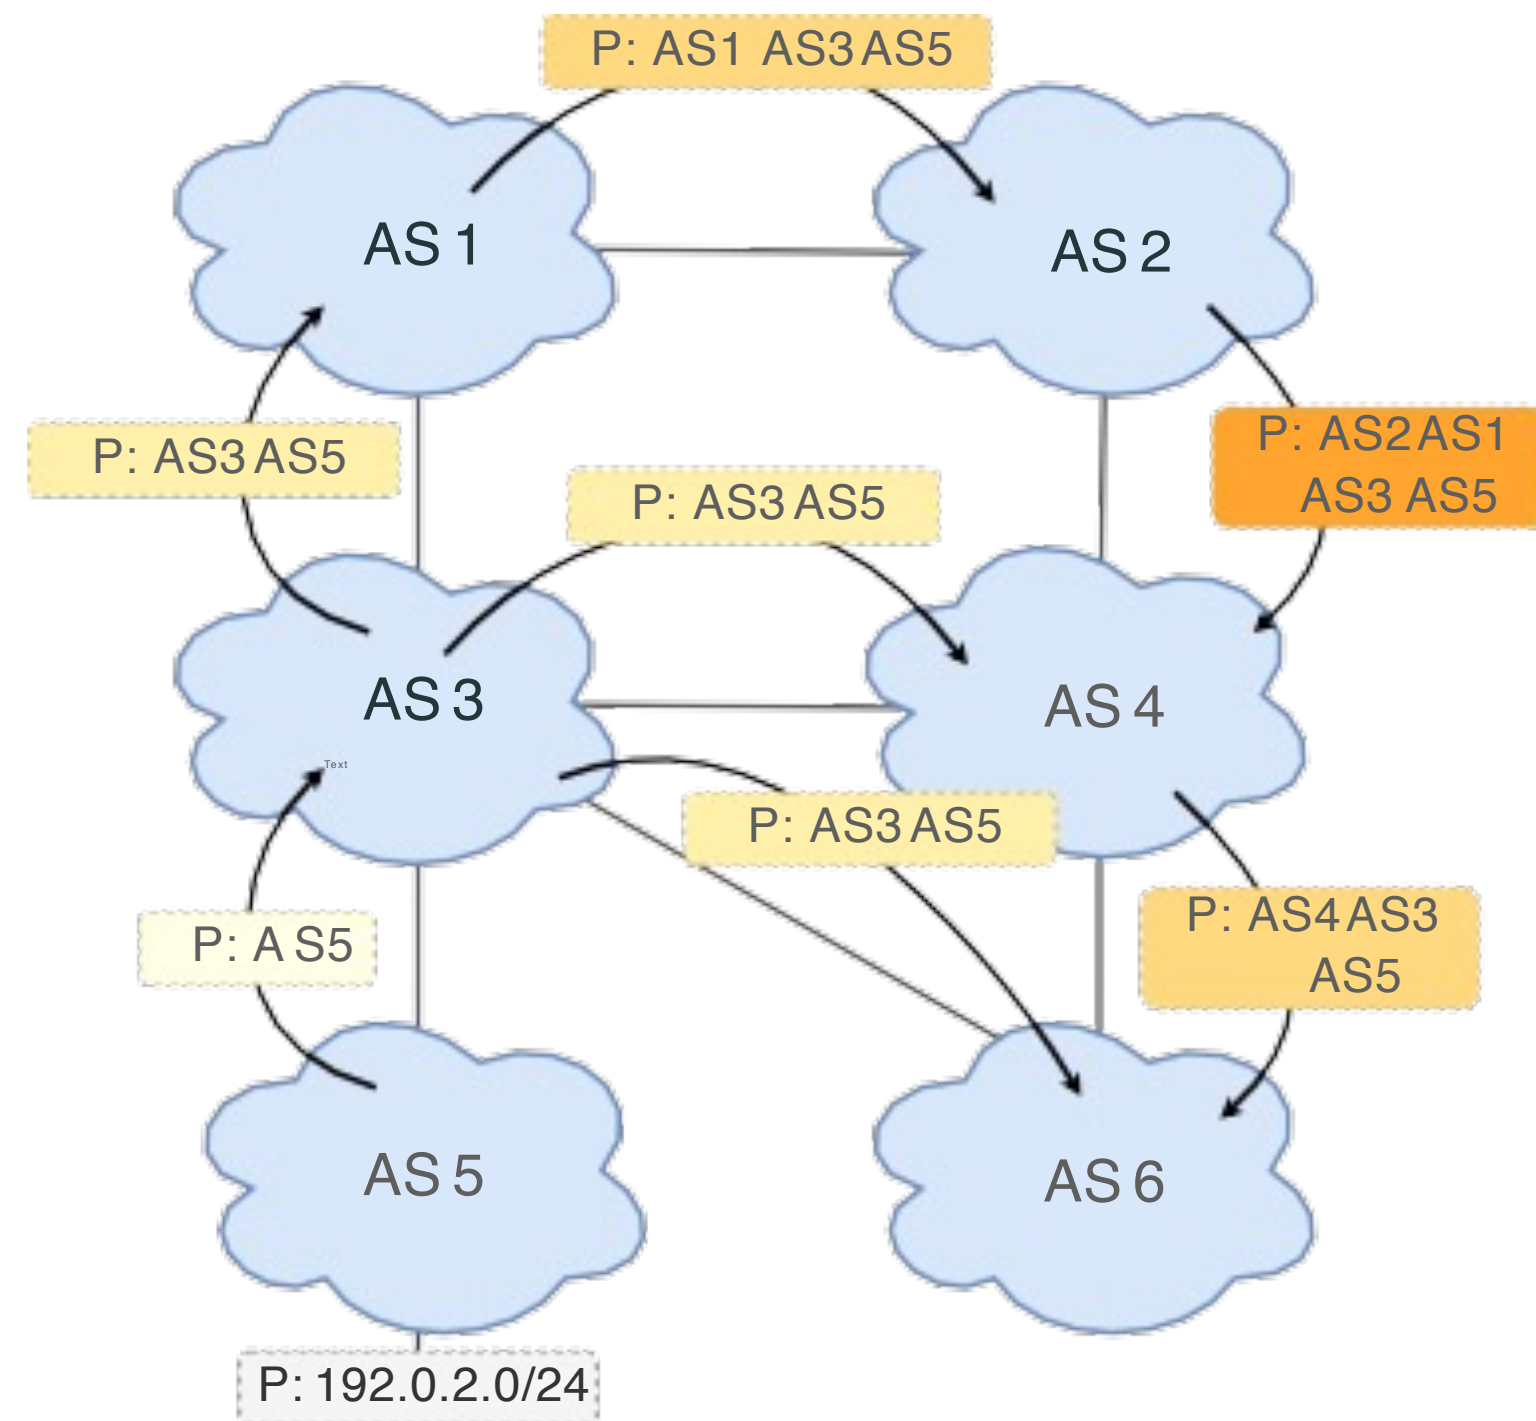 P: AS1 AS3 AS5
AS 1
AS 2
P: AS3 AS5
P: AS3 AS5
P: AS2 AS1
AS3 AS5
AS 3
AS 4
Text
P: AS3 AS5
P: A S5
P: AS4 AS3
AS5
AS 5
AS 6
P: 192.0.2.0/24